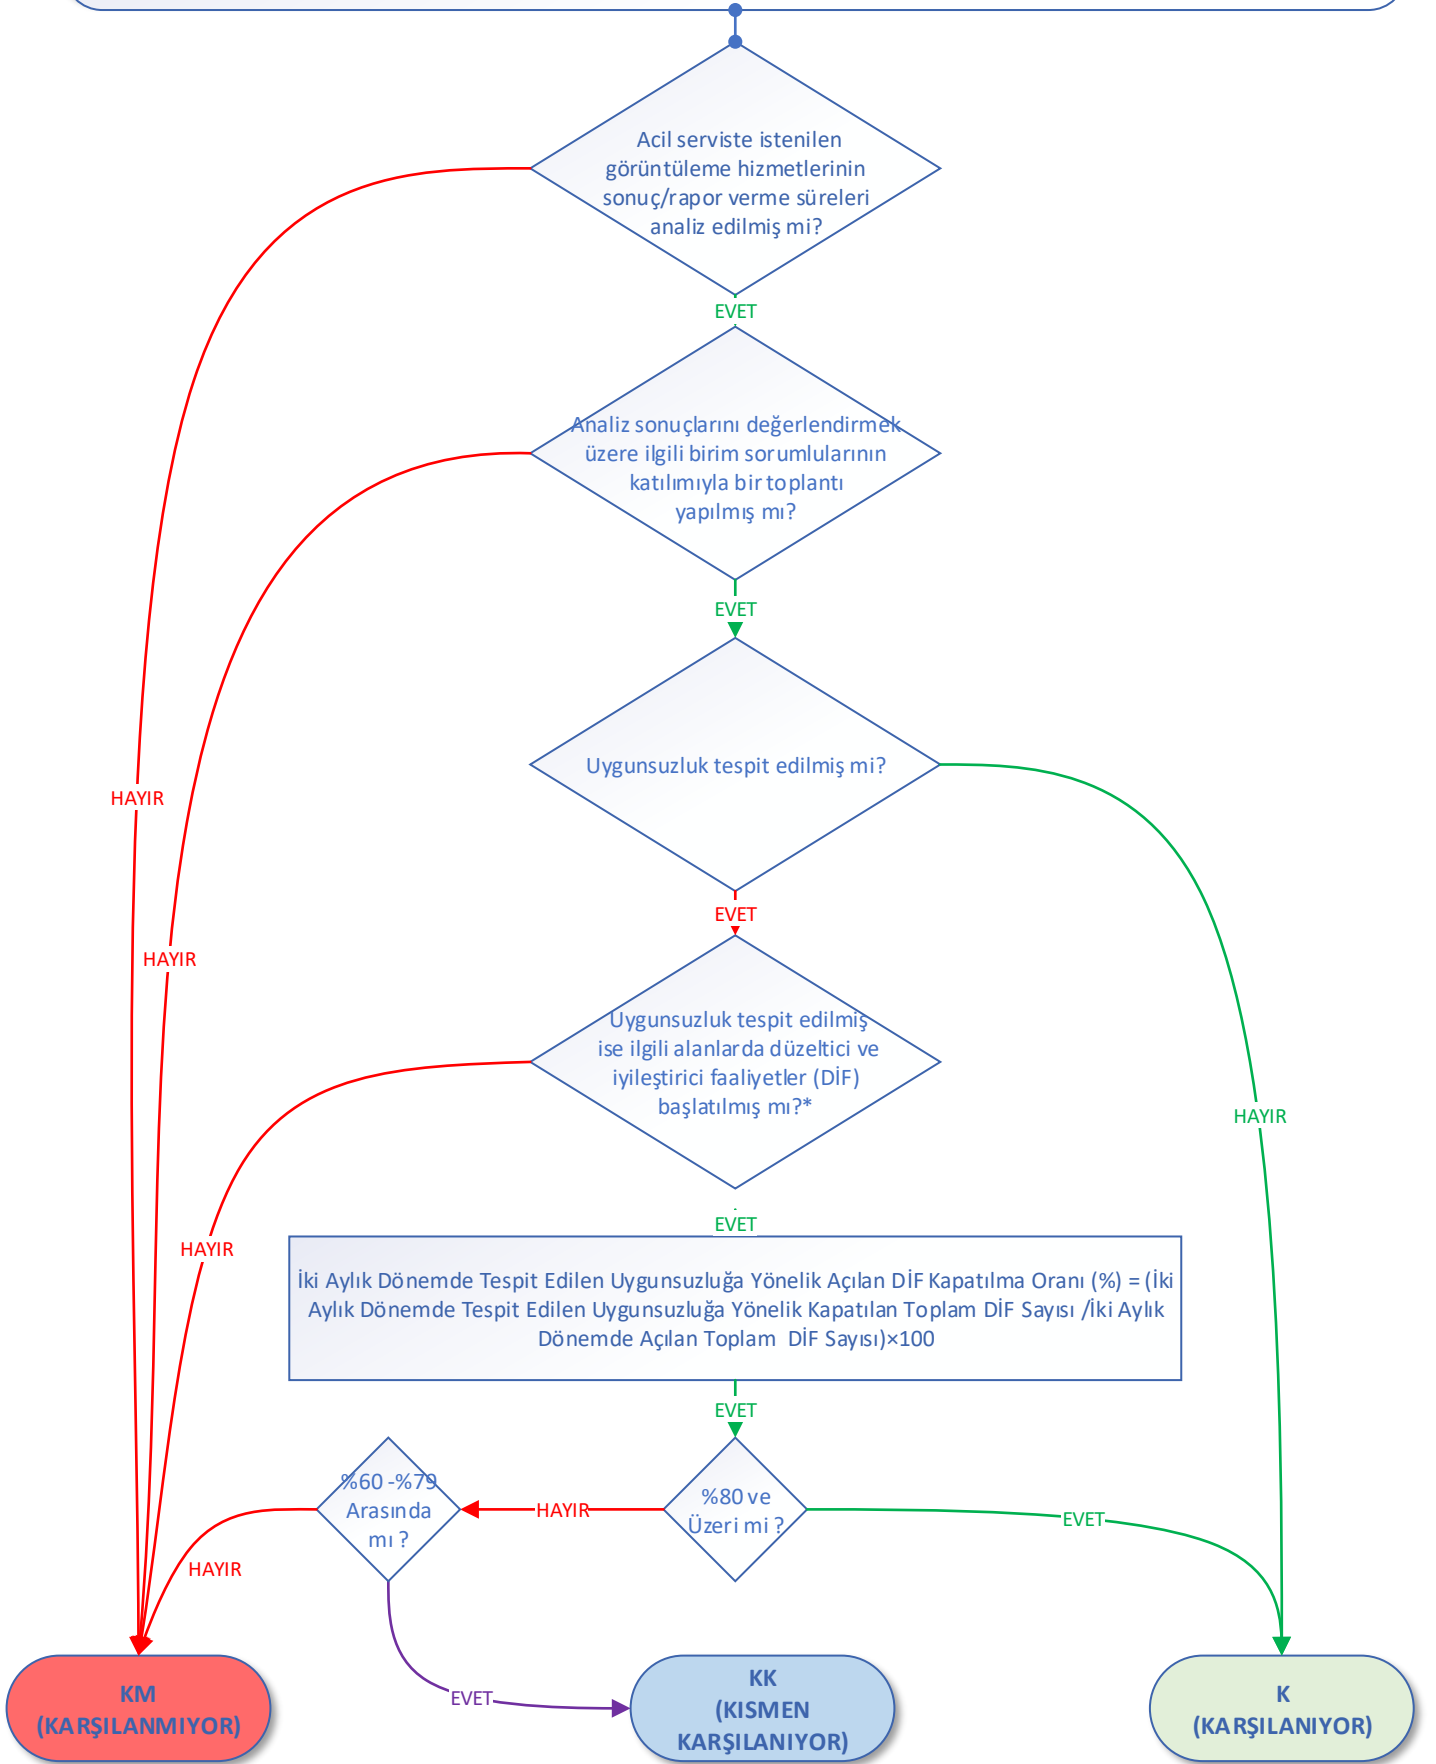 Acil serviste istenilen
görüntüleme hizmetlerinin
sonuç/rapor verme süreleri
analiz edilmiş mi?
EVET
Analiz sonuçlarını değerlendirmek
üzere ilgili birim sorumlularının
katılımıyla bir toplantı
yapılmış mı?
EVET
Uygunsuzluk tespit edilmiş mi?
HAYIR
EVET
HAYIR
Uygunsuzluk tespit edilmiş
ise ilgili alanlarda düzeltici ve
iyileştirici faaliyetler (DİF)
başlatılmış mı?*
HAYIR
EVET
HAYIR
İki Aylık Dönemde Tespit Edilen Uygunsuzluğa Yönelik Açılan DİF Kapatılma Oranı (%) = (İki
Aylık Dönemde Tespit Edilen Uygunsuzluğa Yönelik Kapatılan Toplam DİF Sayısı /İki Aylık
Dönemde Açılan Toplam DİF Sayısı)×100
EVET
%60 -%79
Arasında
mı ?
HAYIR
%80 ve
Üzeri mi ?
EVET
HAYIR
EVET
KM
(KARŞILANMIYOR)
KK
(KISMEN
KARŞILANIYOR)
K
(KARŞILANIYOR)